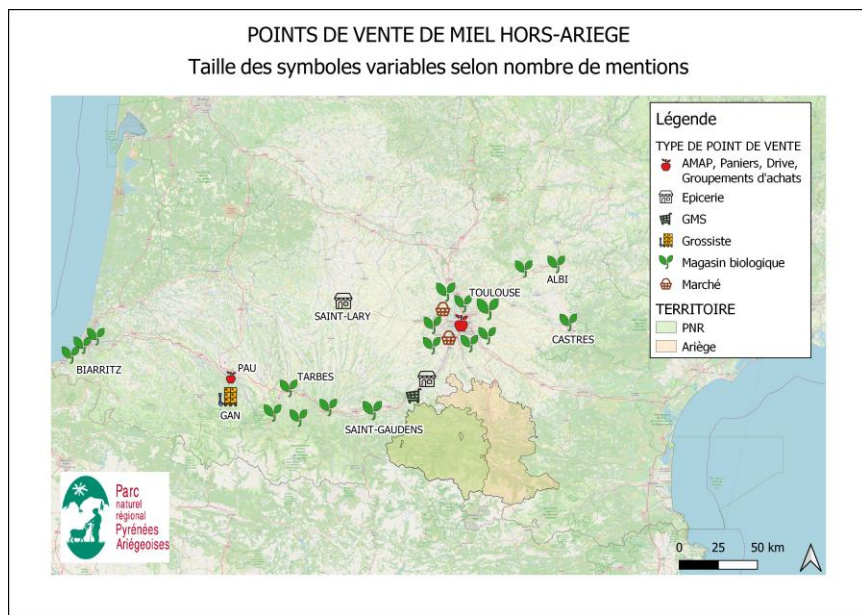 POINTS DE VENTE DE MIEL HORS-ARIEGE
Taille des symboles variables selon nombre de mentions
Légende
TYPE DE POINT DE VENTE
AMAP, Paniers, Drive,
Groupements d'achats
Epicerie
GMS
Grossiste
Magasin biologique
Marché
TERRITOIRE
PNR
Ariège
ALBI
TOULOUSE
SAINT-LARY
CASTRES
BIARRITZ
PAU
TARBES
GAN
SAINT-GAUDENS
Parc
naturel
régional
Pyrénées
Ariégeoises
0 25 50 km